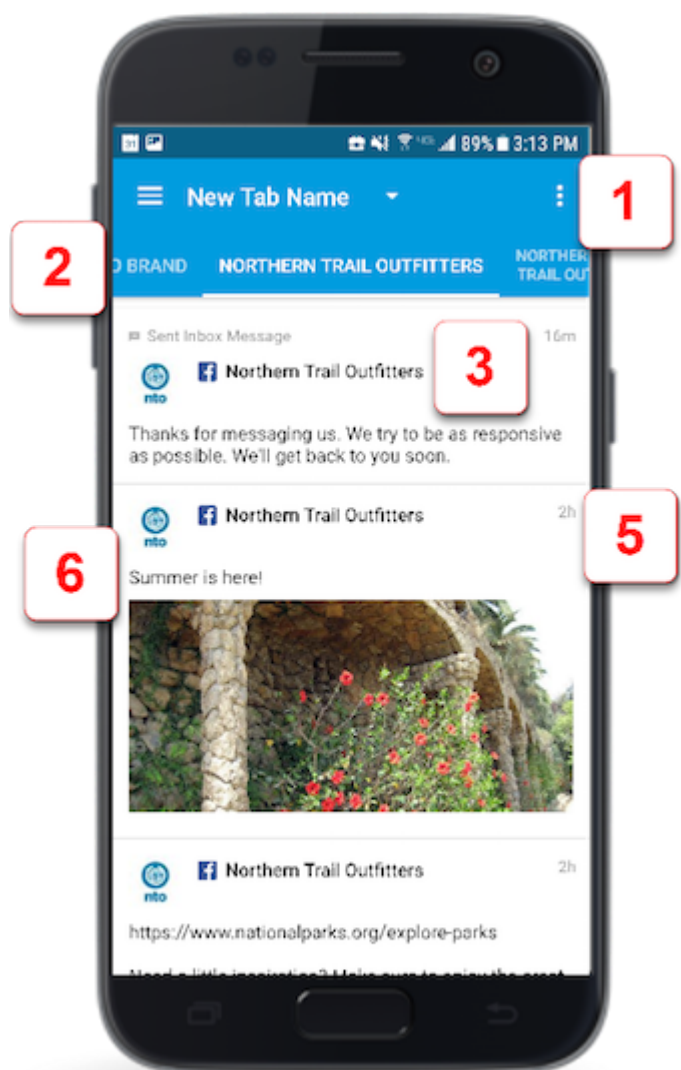 31 89% 3:13 PM
New Tab Name
1
2
D BRAND NORTHERN TRAIL OUTFITTERS NORTHER
TRAIL OUT
Sent Inbox Message 16m
nto Northern Trail Outfitters
3
Thanks for messaging us. We try to be as responsive
as possible. We'll get back to you soon.
nto Northern Trail Outfitters 2h
5
6
Summer is here!
nto Northern Trail Outfitters 2h
https://www.nationalparks.org/explore-parks